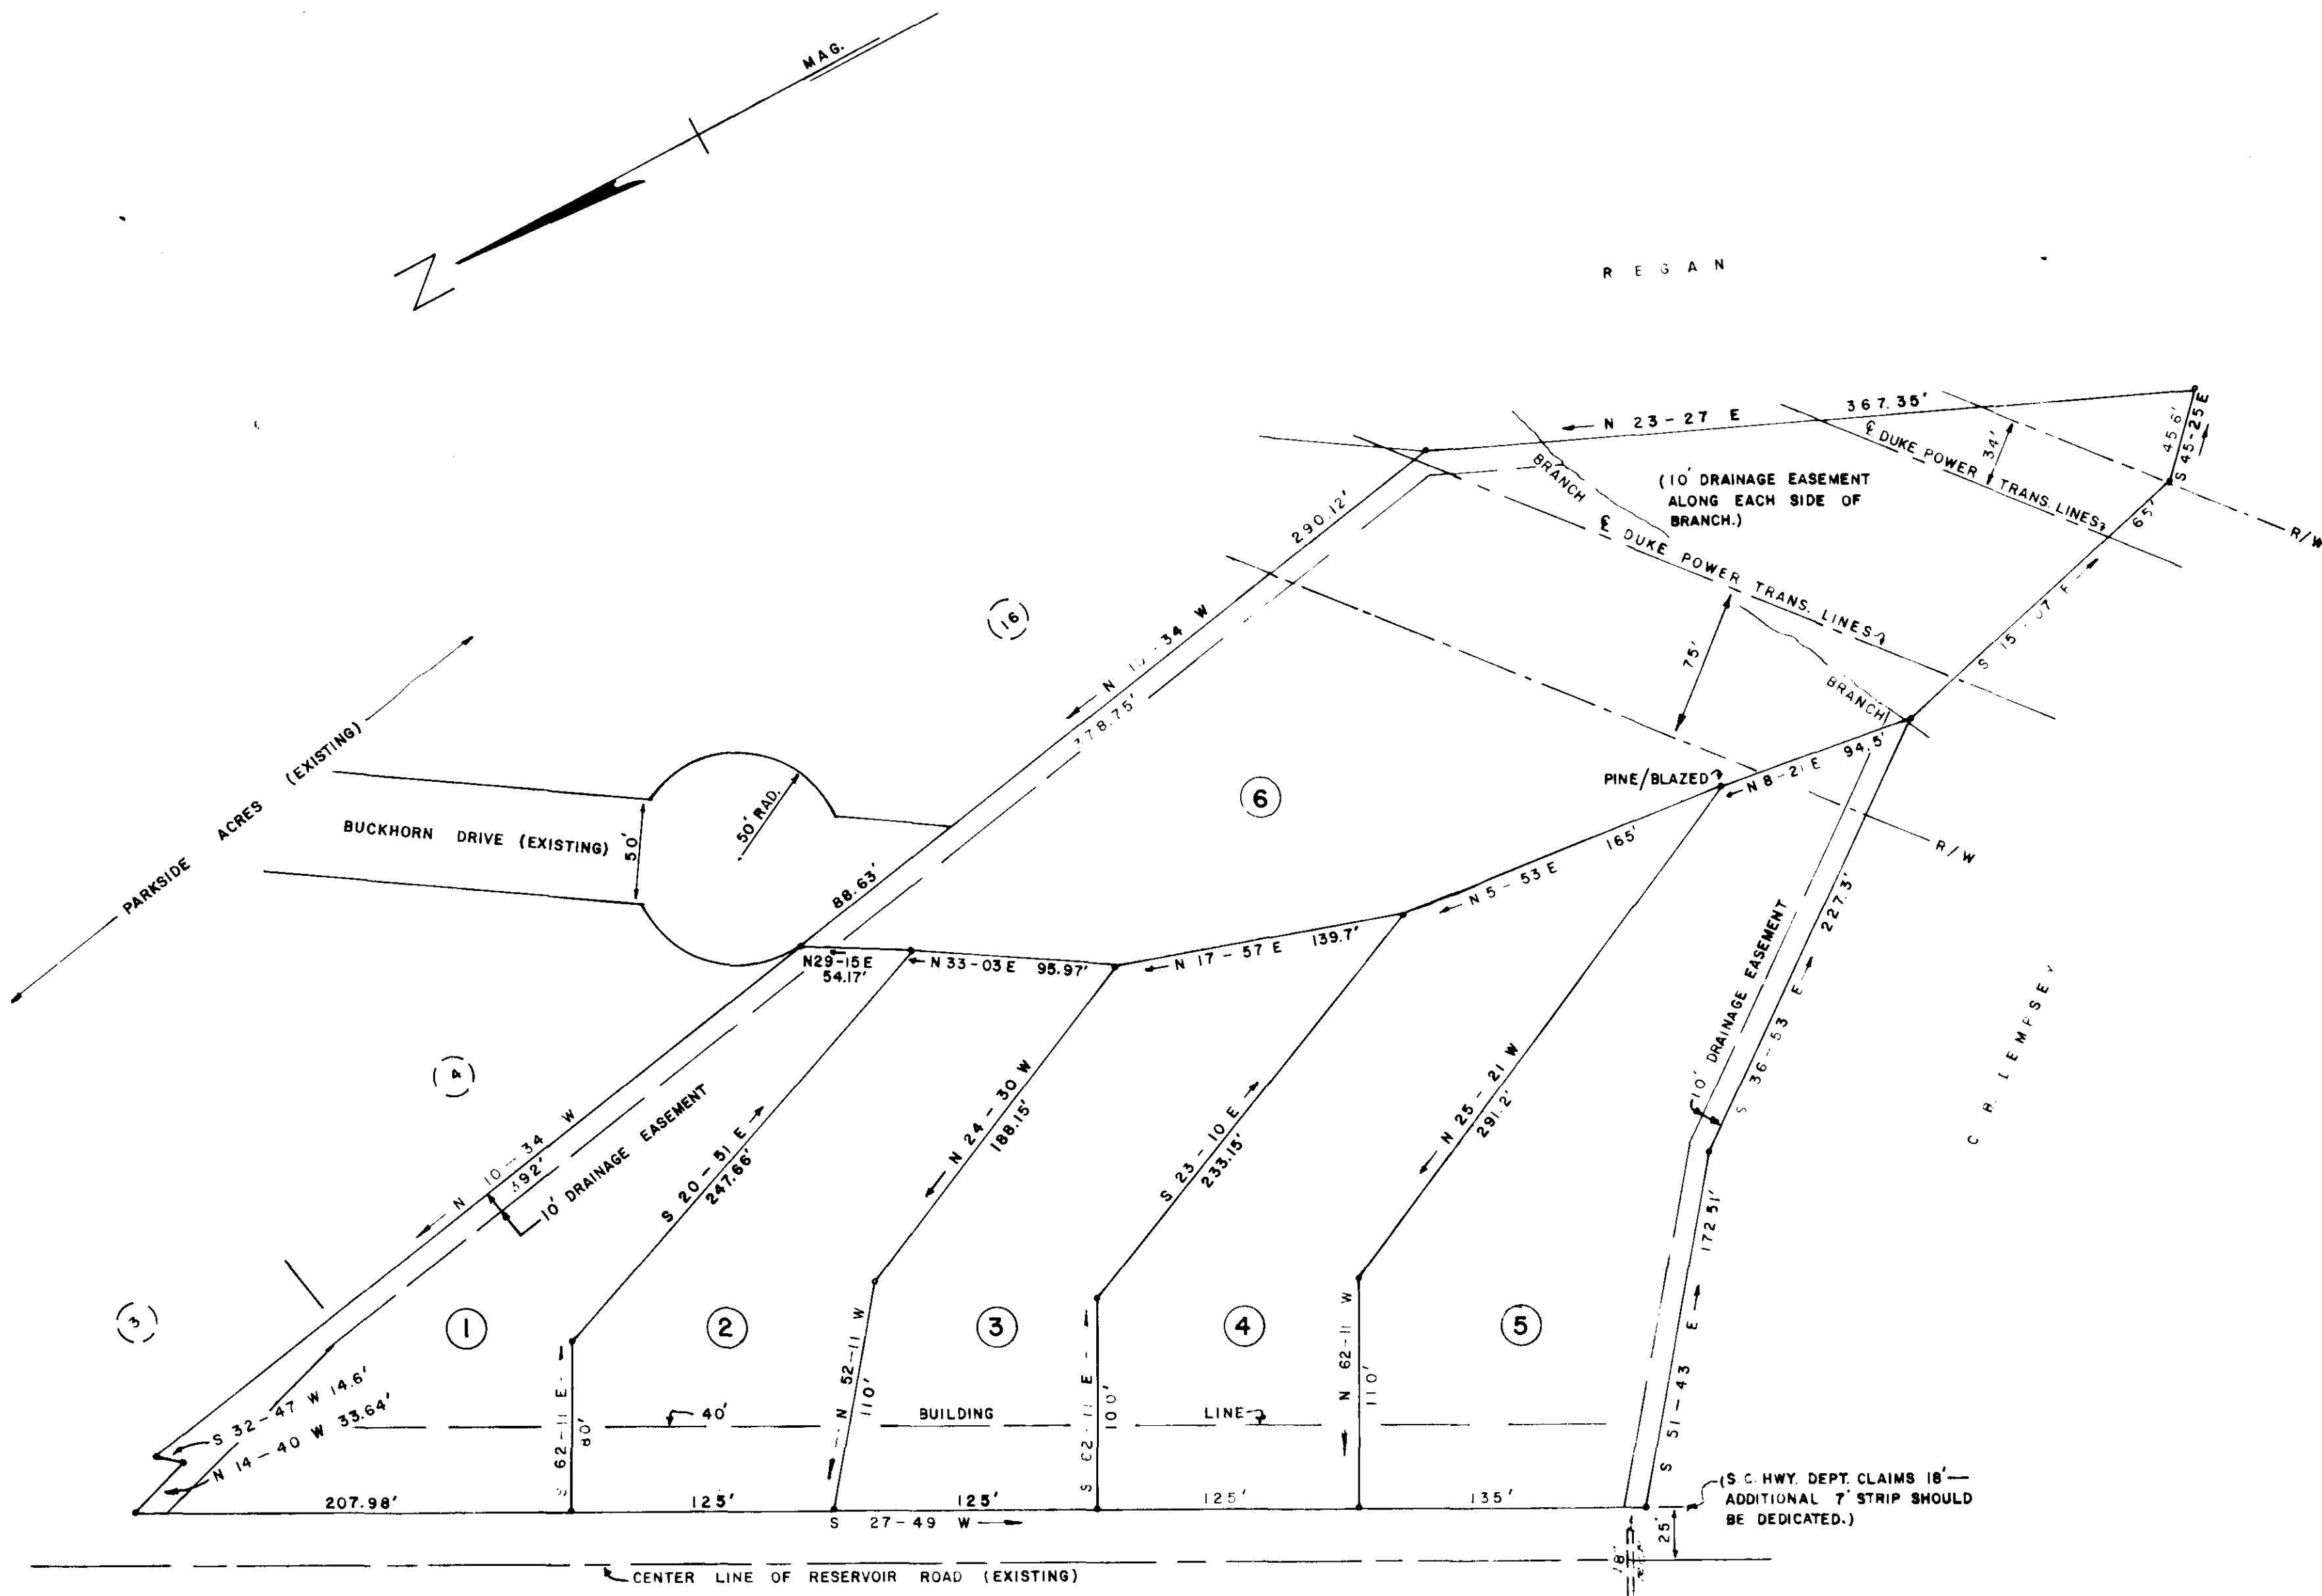 MAG.
N
REGAN
N 23-27 E 367.35'
45.6'
S 45-25 E
℄ DUKE POWER TRANS. LINES
34'
BRANCH
(10' DRAINAGE EASEMENT
ALONG EACH SIDE OF
BRANCH.)
65'
R/W
290.12'
℄ DUKE POWER TRANS. LINES
16
N -34 W
378.75'
75'
S 15-07 E
BRANCH
PARKSIDE ACRES (EXISTING)
BUCKHORN DRIVE (EXISTING)
50'
50' RAD.
6
PINE/BLAZED
N 8-21 E 94.5'
R/W
88.63'
N 5-53 E 165'
N29-15E
54.17'
N 33-03 E 95.97'
N 17-57 E 139.7'
10' DRAINAGE EASEMENT
S 36-53 E 227.3'
4
N 10-34 W
392'
10' DRAINAGE EASEMENT
S 20-51 E
247.66'
N 24-30 W
188.15'
S 23-10 E
233.15'
N 25-21 W
291.2'
C. B.
3
1
2
3
4
5
S 32-47 W 14.6'
N 14-40 W 33.64'
S 62-11 E
80'
N 52-11 W
110'
S 62-11 E
100'
N 62-11 W
110'
S 51-43 E 172.51'
40' BUILDING LINE
207.98' 125' 125' 125' 135'
S 27-49 W
(S.C. HWY. DEPT. CLAIMS 18'—
ADDITIONAL 7' STRIP SHOULD
BE DEDICATED.)
25'
18'
CENTER LINE OF RESERVOIR ROAD (EXISTING)